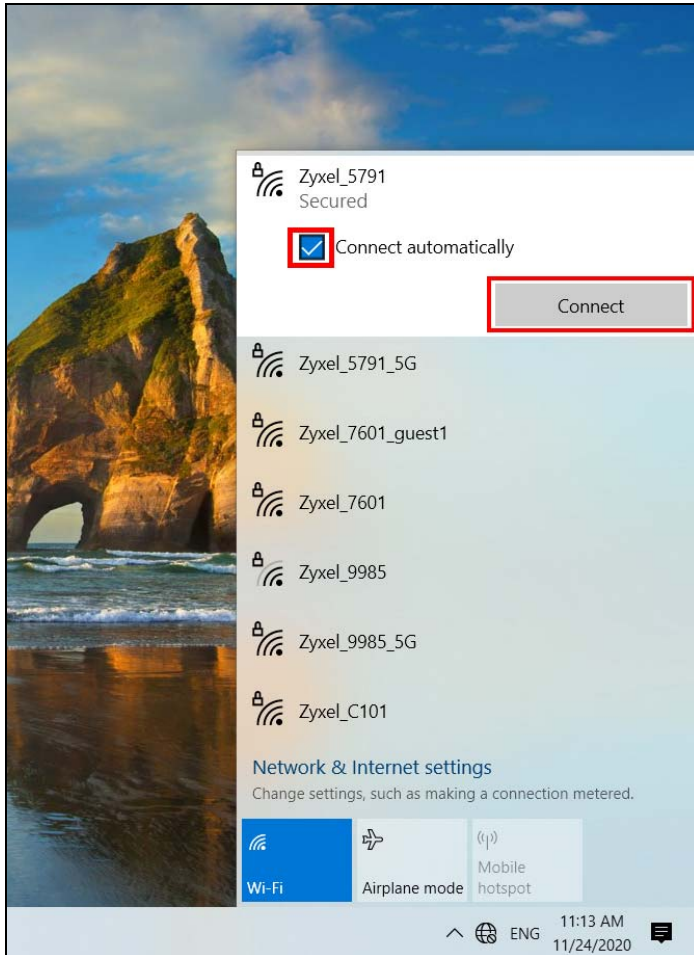 Zyxel_5791
Secured
Connect automatically
Connect
Zyxel_5791_5G
Zyxel_7601_guest1
Zyxel_7601
Zyxel_9985
Zyxel_9985_5G
Zyxel_C101
Network & Internet settings
Change settings, such as making a connection metered.
Wi-Fi
Airplane mode
Mobile
hotspot
ENG
11:13 AM
11/24/2020